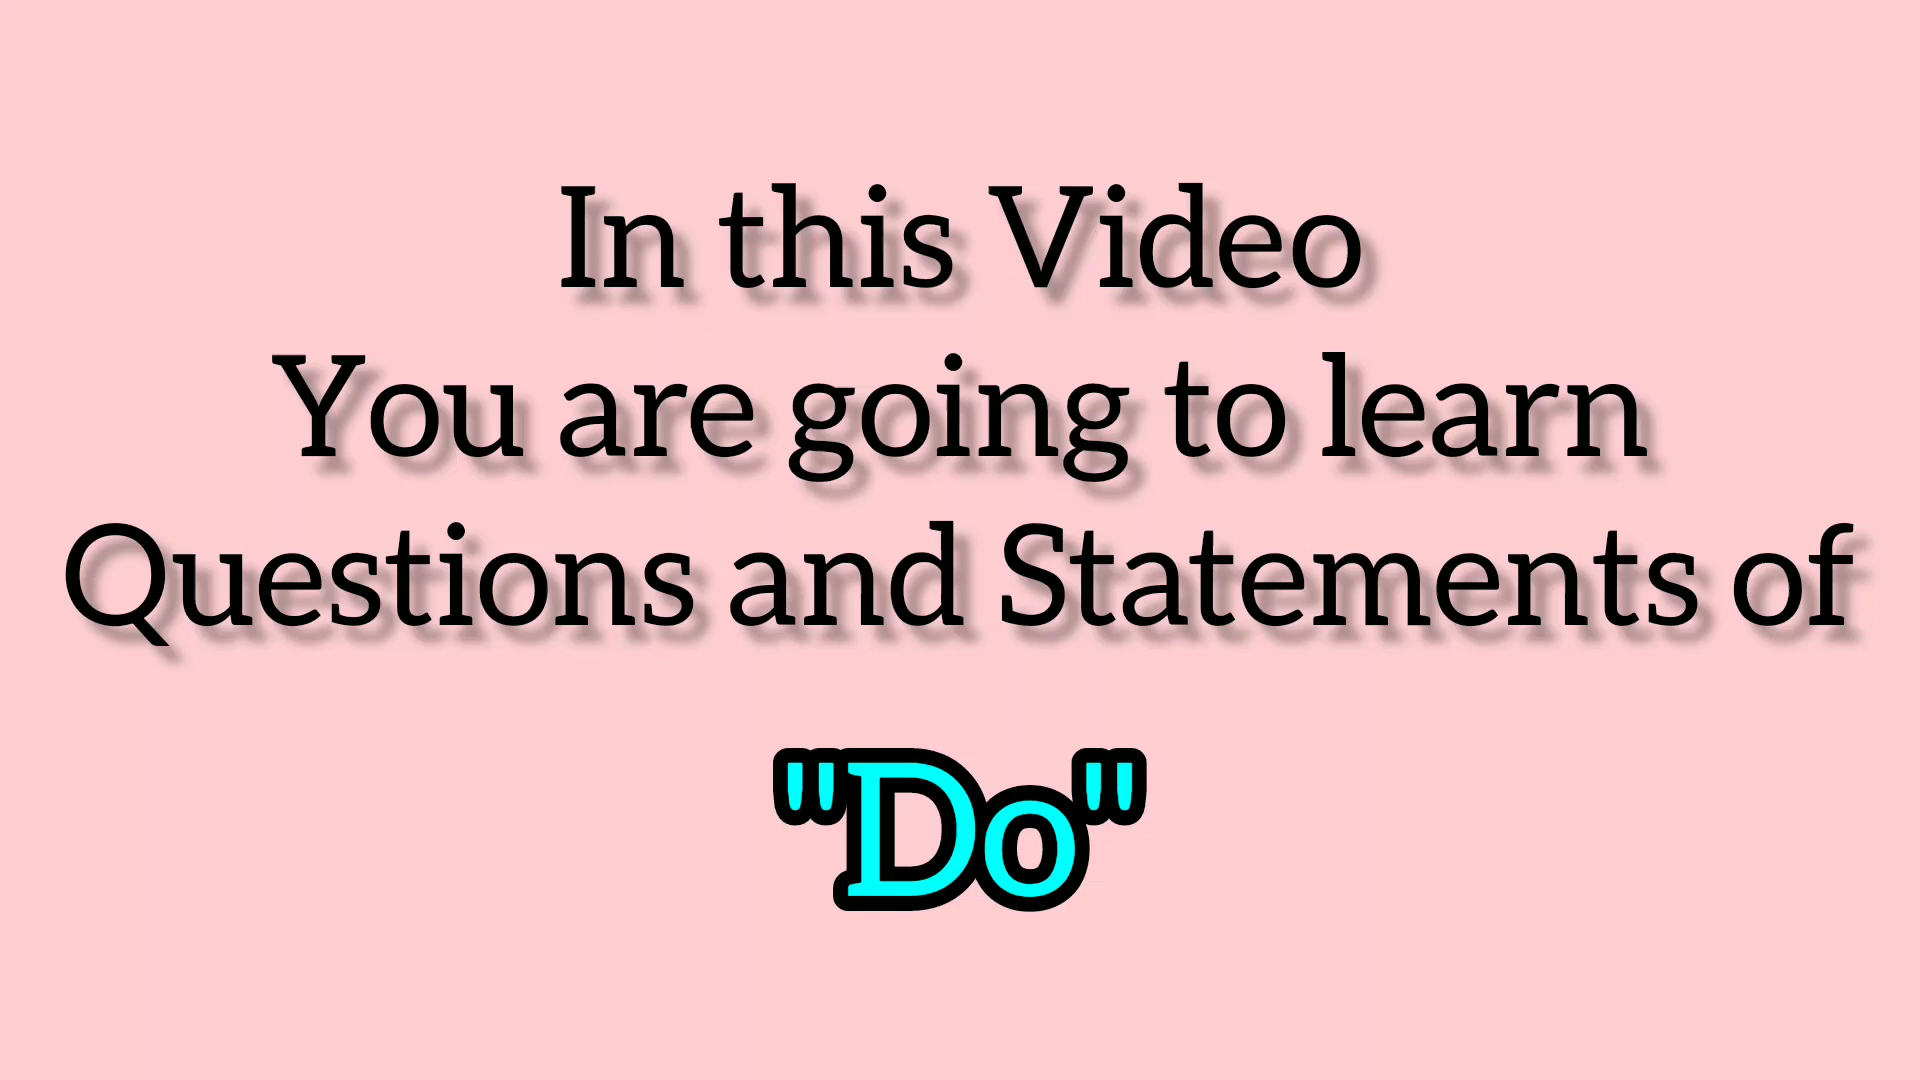 In this Video
You are going to learn
Questions and Statements of
"Do"